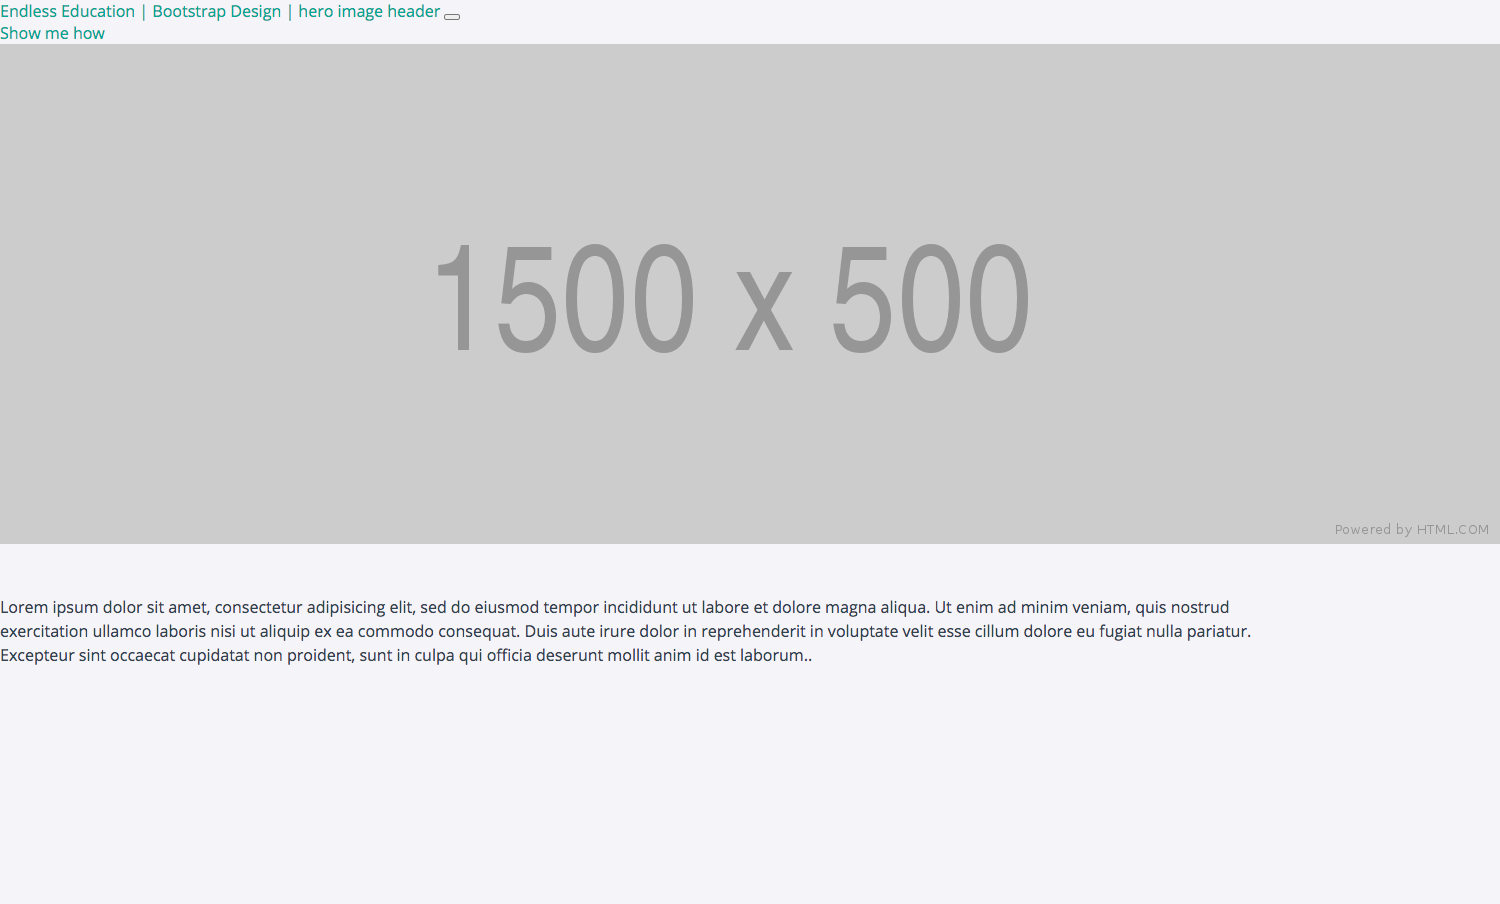 Endless Education | Bootstrap Design | hero image header
Show me how
1500 x 500
Powered by HTML.COM
Lorem ipsum dolor sit amet, consectetur adipisicing elit, sed do eiusmod tempor incididunt ut labore et dolore magna aliqua. Ut enim ad minim veniam, quis nostrud
exercitation ullamco laboris nisi ut aliquip ex ea commodo consequat. Duis aute irure dolor in reprehenderit in voluptate velit esse cillum dolore eu fugiat nulla pariatur.
Excepteur sint occaecat cupidatat non proident, sunt in culpa qui officia deserunt mollit anim id est laborum..